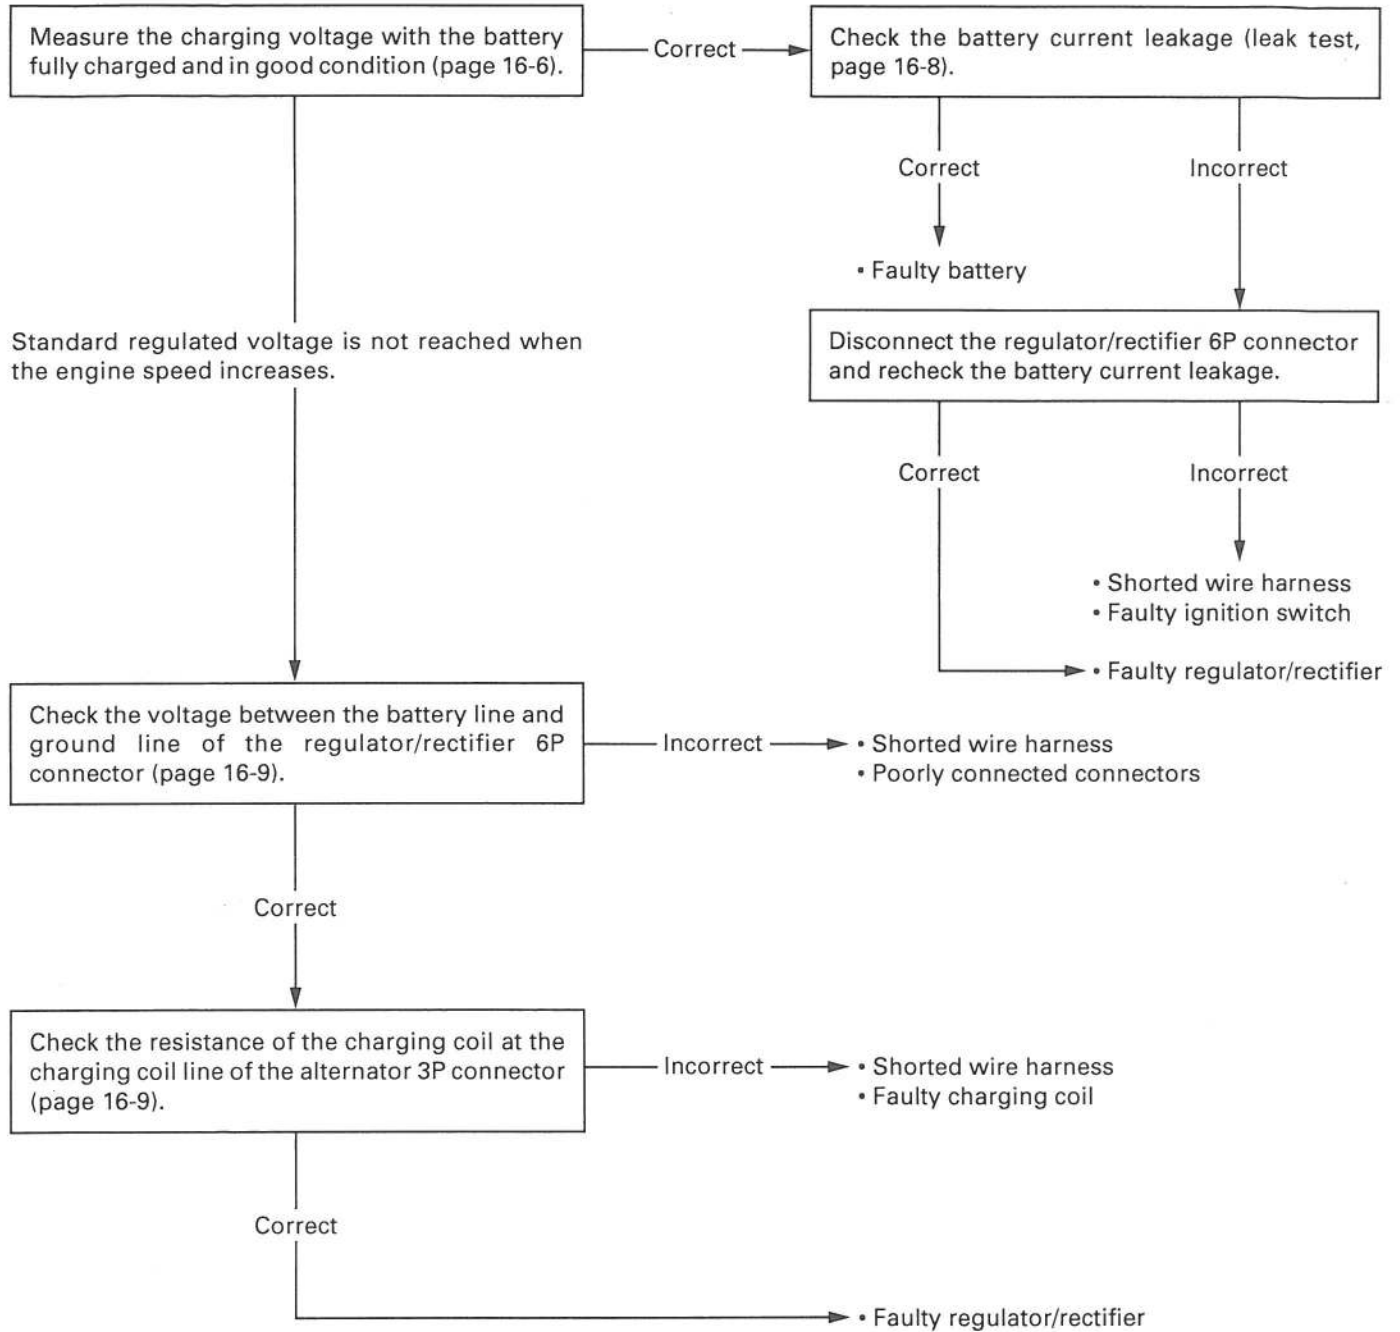 Measure the charging voltage with the battery
fully charged and in good condition (page 16-6).
Correct
Check the battery current leakage (leak test,
page 16-8).
Correct
Incorrect
• Faulty battery
Standard regulated voltage is not reached when
the engine speed increases.
Disconnect the regulator/rectifier 6P connector
and recheck the battery current leakage.
Correct
Incorrect
• Shorted wire harness
• Faulty ignition switch
• Faulty regulator/rectifier
Check the voltage between the battery line and
ground line of the regulator/rectifier 6P
connector (page 16-9).
Incorrect
• Shorted wire harness
• Poorly connected connectors
Correct
Check the resistance of the charging coil at the
charging coil line of the alternator 3P connector
(page 16-9).
Incorrect
• Shorted wire harness
• Faulty charging coil
Correct
• Faulty regulator/rectifier